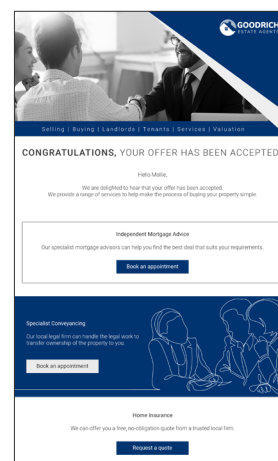 GOODRICH
ESTATE AGENTS
Selling | Buying | Landlords | Tenants | Services | Valuation
CONGRATULATIONS, YOUR OFFER HAS BEEN ACCEPTED
Hello Mollie,
We are delighted to hear that your offer has been accepted.
We provide a range of services to help make the process of buying your property simple.
Independent Mortgage Advice
Our specialist mortgage advisors can help you find the best deal that suits your requirements.
Book an appointment
Specialist Conveyancing
Our local legal firm can handle the legal work to
transfer ownership of the property to you.
Book an appointment
Home Insurance
We can offer you a free, no-obligation quote from a trusted local firm.
Request a quote